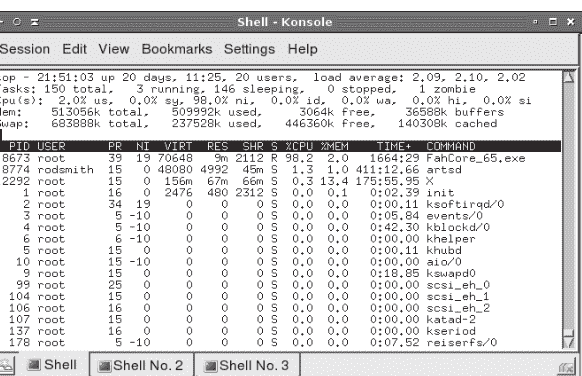 Shell - Konsole
Session Edit View Bookmarks Settings Help
top - 21:51:03 up 20 days, 11:25, 20 users, load average: 2.09, 2.10, 2.02
Tasks: 150 total, 3 running, 146 sleeping, 0 stopped, 1 zombie
Cpu(s): 2.0% us, 0.0% sy, 98.0% ni, 0.0% id, 0.0% wa, 0.0% hi, 0.0% si
Mem: 513056k total, 509992k used, 3064k free, 36588k buffers
Swap: 683888k total, 237528k used, 446360k free, 140308k cached
PID USER PR NI VIRT RES SHR S %CPU %MEM TIME+ COMMAND
8673 root 39 19 70648 9m 2112 R 98.2 2.0 1664:29 FahCore_65.exe
8774 rodsmith 15 0 48080 4992 45m S 1.3 1.0 411:12.66 artsd
2292 root 15 0 156m 67m 66m S 0.3 13.4 175:55.95 X
1 root 16 0 2476 480 2312 S 0.0 0.1 0:02.39 init
2 root 34 19 0 0 0 S 0.0 0.0 0:00.11 ksoftirqd/0
3 root 5 -10 0 0 0 S 0.0 0.0 0:05.84 events/0
4 root 5 -10 0 0 0 S 0.0 0.0 0:42.30 kblockd/0
6 root 6 -10 0 0 0 S 0.0 0.0 0:00.00 khelper
5 root 15 0 0 0 0 S 0.0 0.0 0:00.11 khubd
10 root 15 -10 0 0 0 S 0.0 0.0 0:00.00 aio/0
9 root 15 0 0 0 0 S 0.0 0.0 0:18.85 kswapd0
99 root 25 0 0 0 0 S 0.0 0.0 0:00.00 scsi_eh_0
104 root 15 0 0 0 0 S 0.0 0.0 0:00.00 scsi_eh_1
106 root 16 0 0 0 0 S 0.0 0.0 0:00.00 scsi_eh_2
107 root 15 0 0 0 0 S 0.0 0.0 0:00.00 katad-2
137 root 16 0 0 0 0 S 0.0 0.0 0:00.00 kseriod
178 root 5 -10 0 0 0 S 0.0 0.0 0:07.52 reiserfs/0
Shell Shell No. 2 Shell No. 3